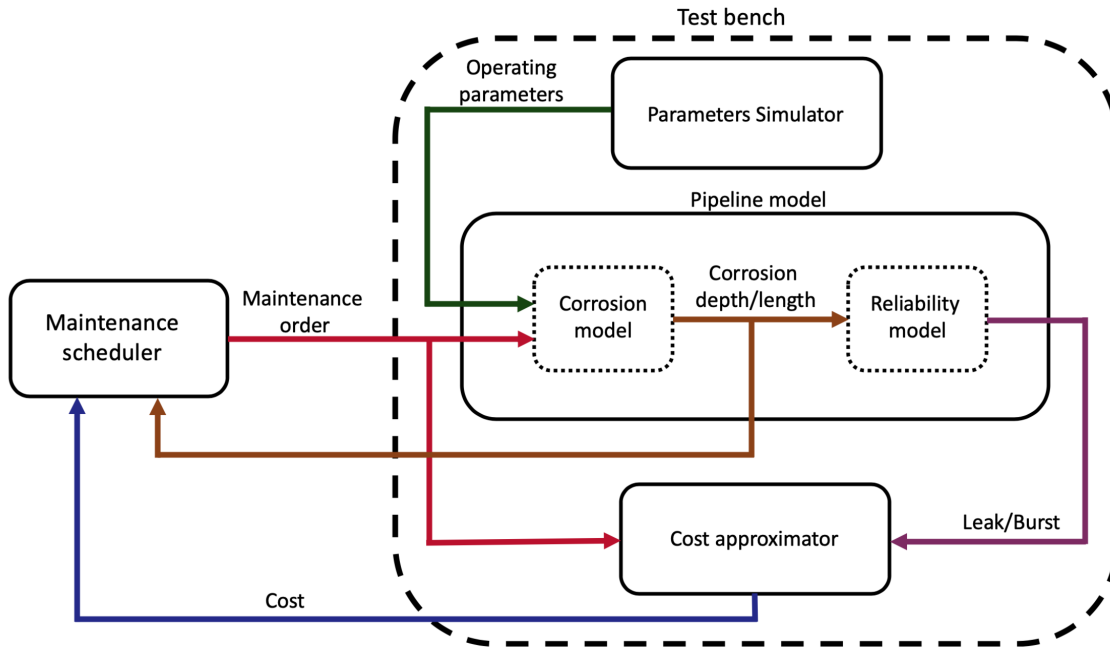 Test bench
Operating
parameters
Parameters Simulator
Pipeline model
Maintenance
scheduler
Maintenance
order
Corrosion
model
Corrosion
depth/length
Reliability
model
Cost approximator
Leak/Burst
Cost